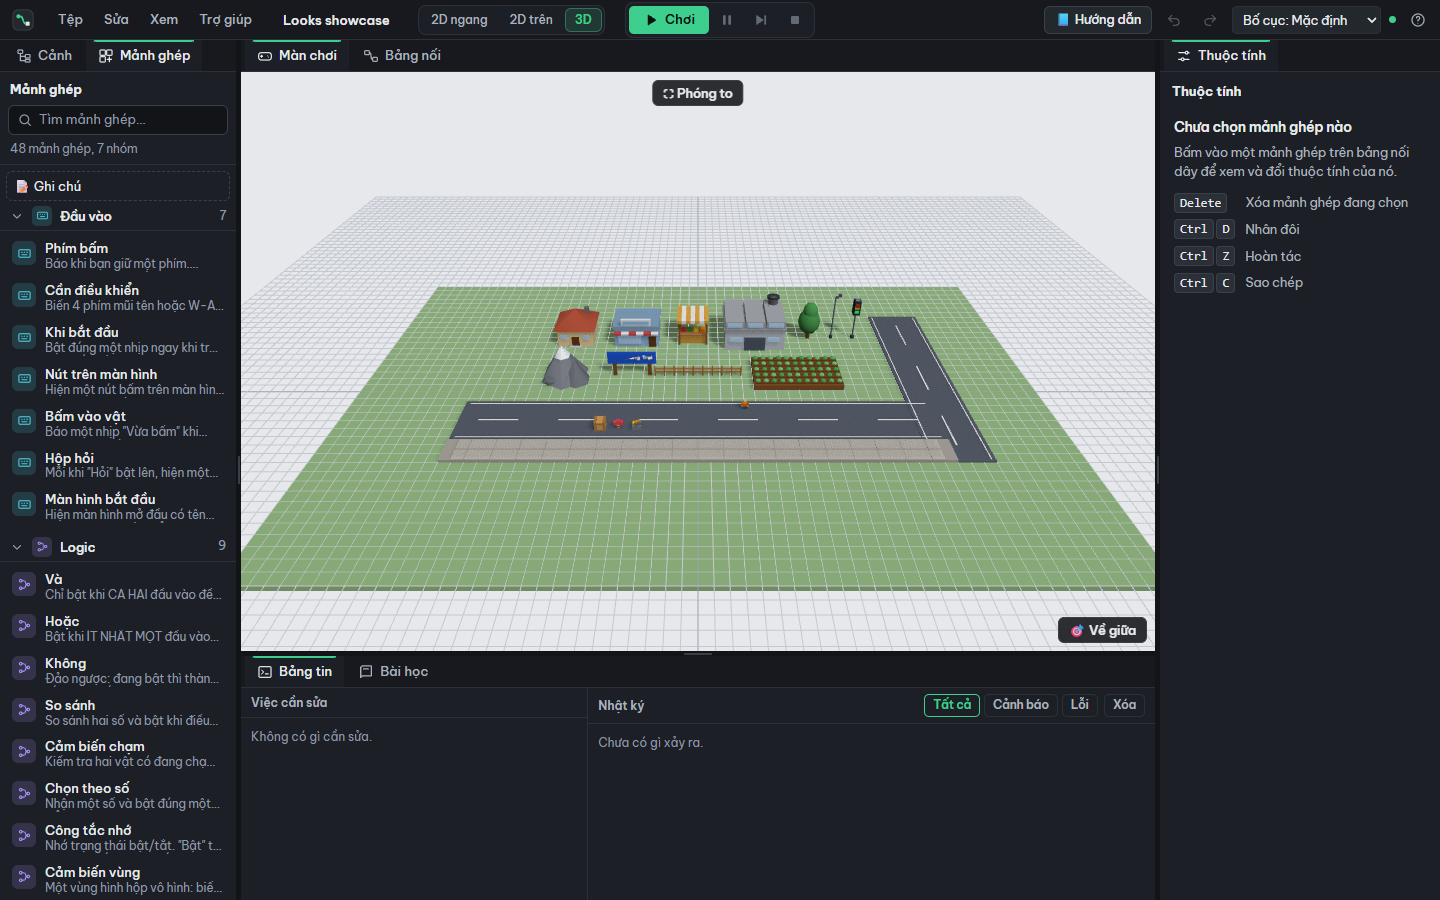 Tệp Sửa Xem Trợ giúp Looks showcase 2D ngang 2D trên 3D Chơi Hướng dẫn Bố cục: Mặc định
Cảnh Mảnh ghép
Màn chơi Bảng nối
Thuộc tính
Mảnh ghép
Tìm mảnh ghép...
48 mảnh ghép, 7 nhóm
Ghi chú
Đầu vào 7
Phím bấm
Báo khi bạn giữ một phím....
Cần điều khiển
Biến 4 phím mũi tên hoặc W-A...
Khi bắt đầu
Bật đúng một nhịp ngay khi tr...
Nút trên màn hình
Hiện một nút bấm trên màn hìn...
Bấm vào vật
Báo một nhịp "Vừa bấm" khi...
Hộp hỏi
Mỗi khi "Hỏi" bật lên, hiện một...
Màn hình bắt đầu
Hiện màn hình mở đầu có tên...
Logic 9
Và
Chỉ bật khi CẢ HAI đầu vào đề...
Hoặc
Bật khi ÍT NHẤT MỘT đầu vào...
Không
Đảo ngược: đang bật thì thàn...
So sánh
So sánh hai số và bật khi điều...
Cảm biến chạm
Kiểm tra hai vật có đang chạ...
Chọn theo số
Nhận một số và bật đúng một...
Công tắc nhớ
Nhớ trạng thái bật/tắt. "Bật" t...
Cảm biến vùng
Một vùng hình hộp vô hình: biế...
Phóng to
Về giữa
Bảng tin Bài học
Việc cần sửa
Không có gì cần sửa.
Nhật ký Tất cả Cảnh báo Lỗi Xóa
Chưa có gì xảy ra.
Thuộc tính
Chưa chọn mảnh ghép nào
Bấm vào một mảnh ghép trên bảng nối
dây để xem và đổi thuộc tính của nó.
Delete Xóa mảnh ghép đang chọn
Ctrl D Nhân đôi
Ctrl Z Hoàn tác
Ctrl C Sao chép